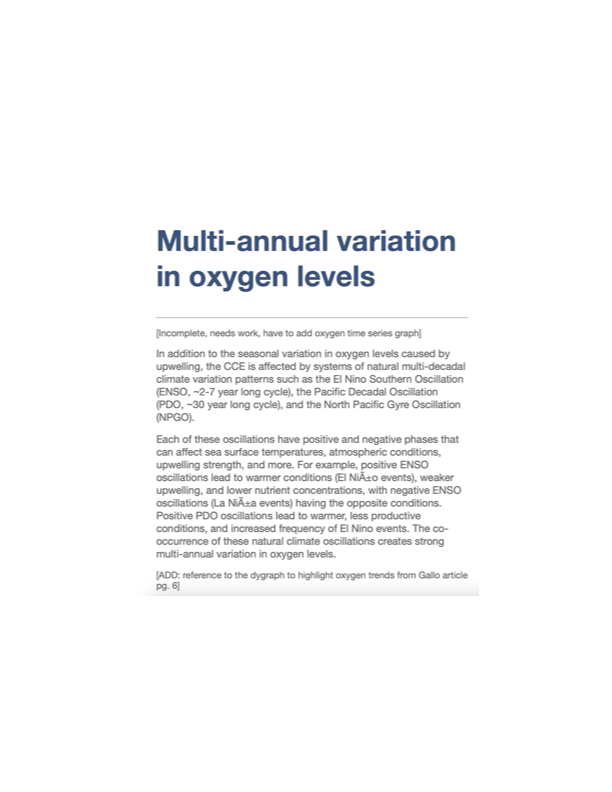 Multi-annual variation
in oxygen levels
[Incomplete, needs work, have to add oxygen time series graph]
In addition to the seasonal variation in oxygen levels caused by
upwelling, the CCE is affected by systems of natural multi-decadal
climate variation patterns such as the El Nino Southern Oscillation
(ENSO, ~2-7 year long cycle), the Pacific Decadal Oscillation
(PDO, ~30 year long cycle), and the North Pacific Gyre Oscillation
(NPGO).
Each of these oscillations have positive and negative phases that
can affect sea surface temperatures, atmospheric conditions,
upwelling strength, and more. For example, positive ENSO
oscillations lead to warmer conditions (El NiÃ±o events), weaker
upwelling, and lower nutrient concentrations, with negative ENSO
oscillations (La NiÃ±a events) having the opposite conditions.
Positive PDO oscillations lead to warmer, less productive
conditions, and increased frequency of El Nino events. The co-
occurrence of these natural climate oscillations creates strong
multi-annual variation in oxygen levels.
[ADD: reference to the dygraph to highlight oxygen trends from Gallo article
pg. 6]